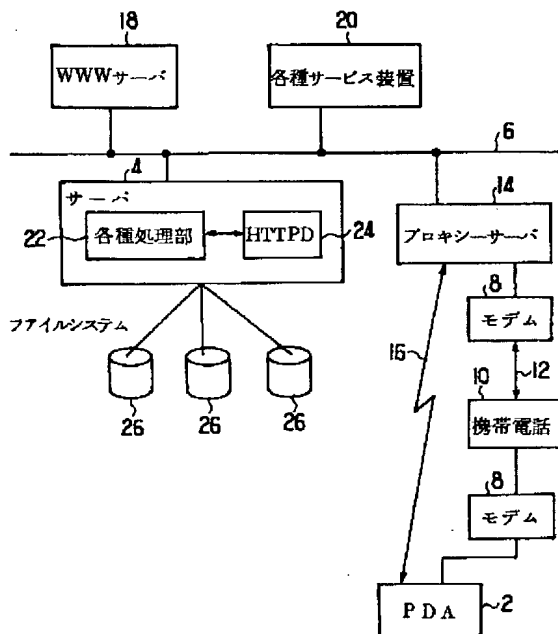 18
20
WWWサーバ
各種サービス装置
6
4
14
サーバ
22
各種処理部
HTTPD
24
プロキシーサーバ
8
モデム
ファイルシステム
16
12
10
携帯電話
26
26
26
8
モデム
PDA
2